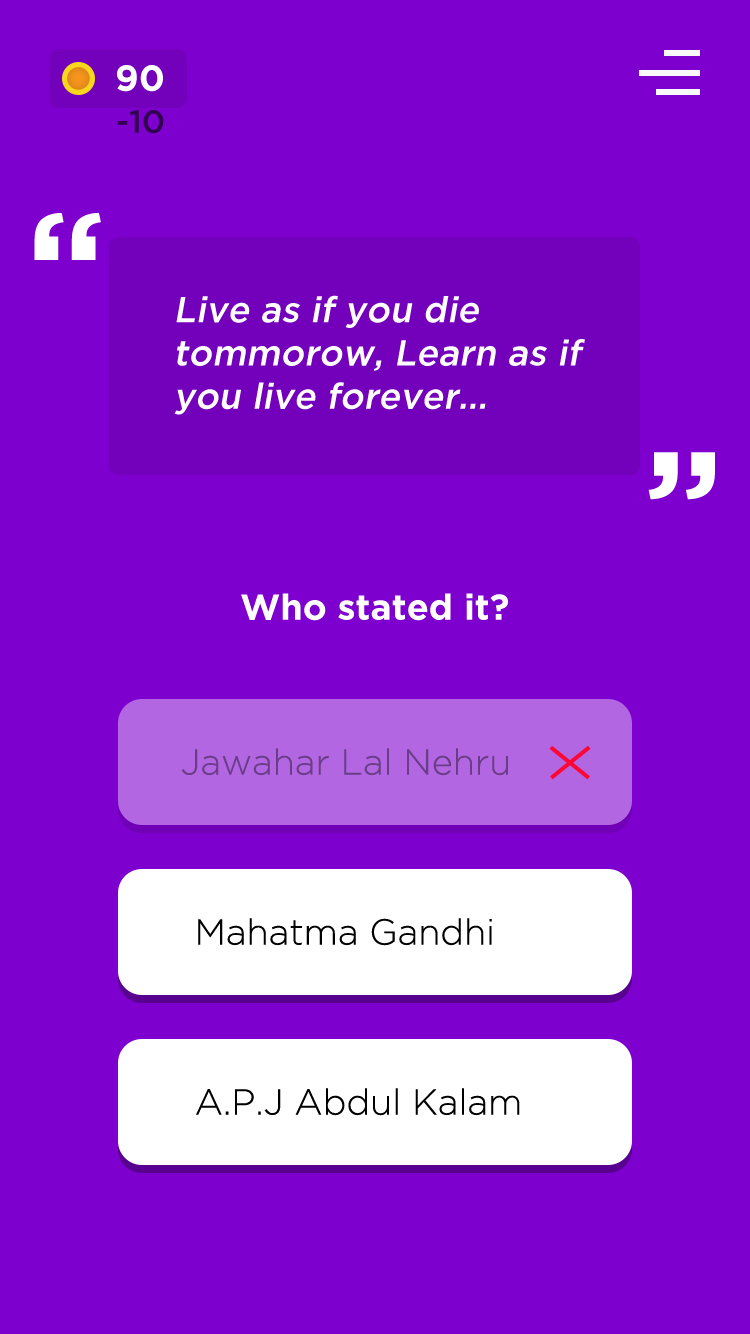 90
-10
“
Live as if you die
tommorow, Learn as if
you live forever...
”
Who stated it?
Jawahar Lal Nehru
Mahatma Gandhi
A.P.J Abdul Kalam